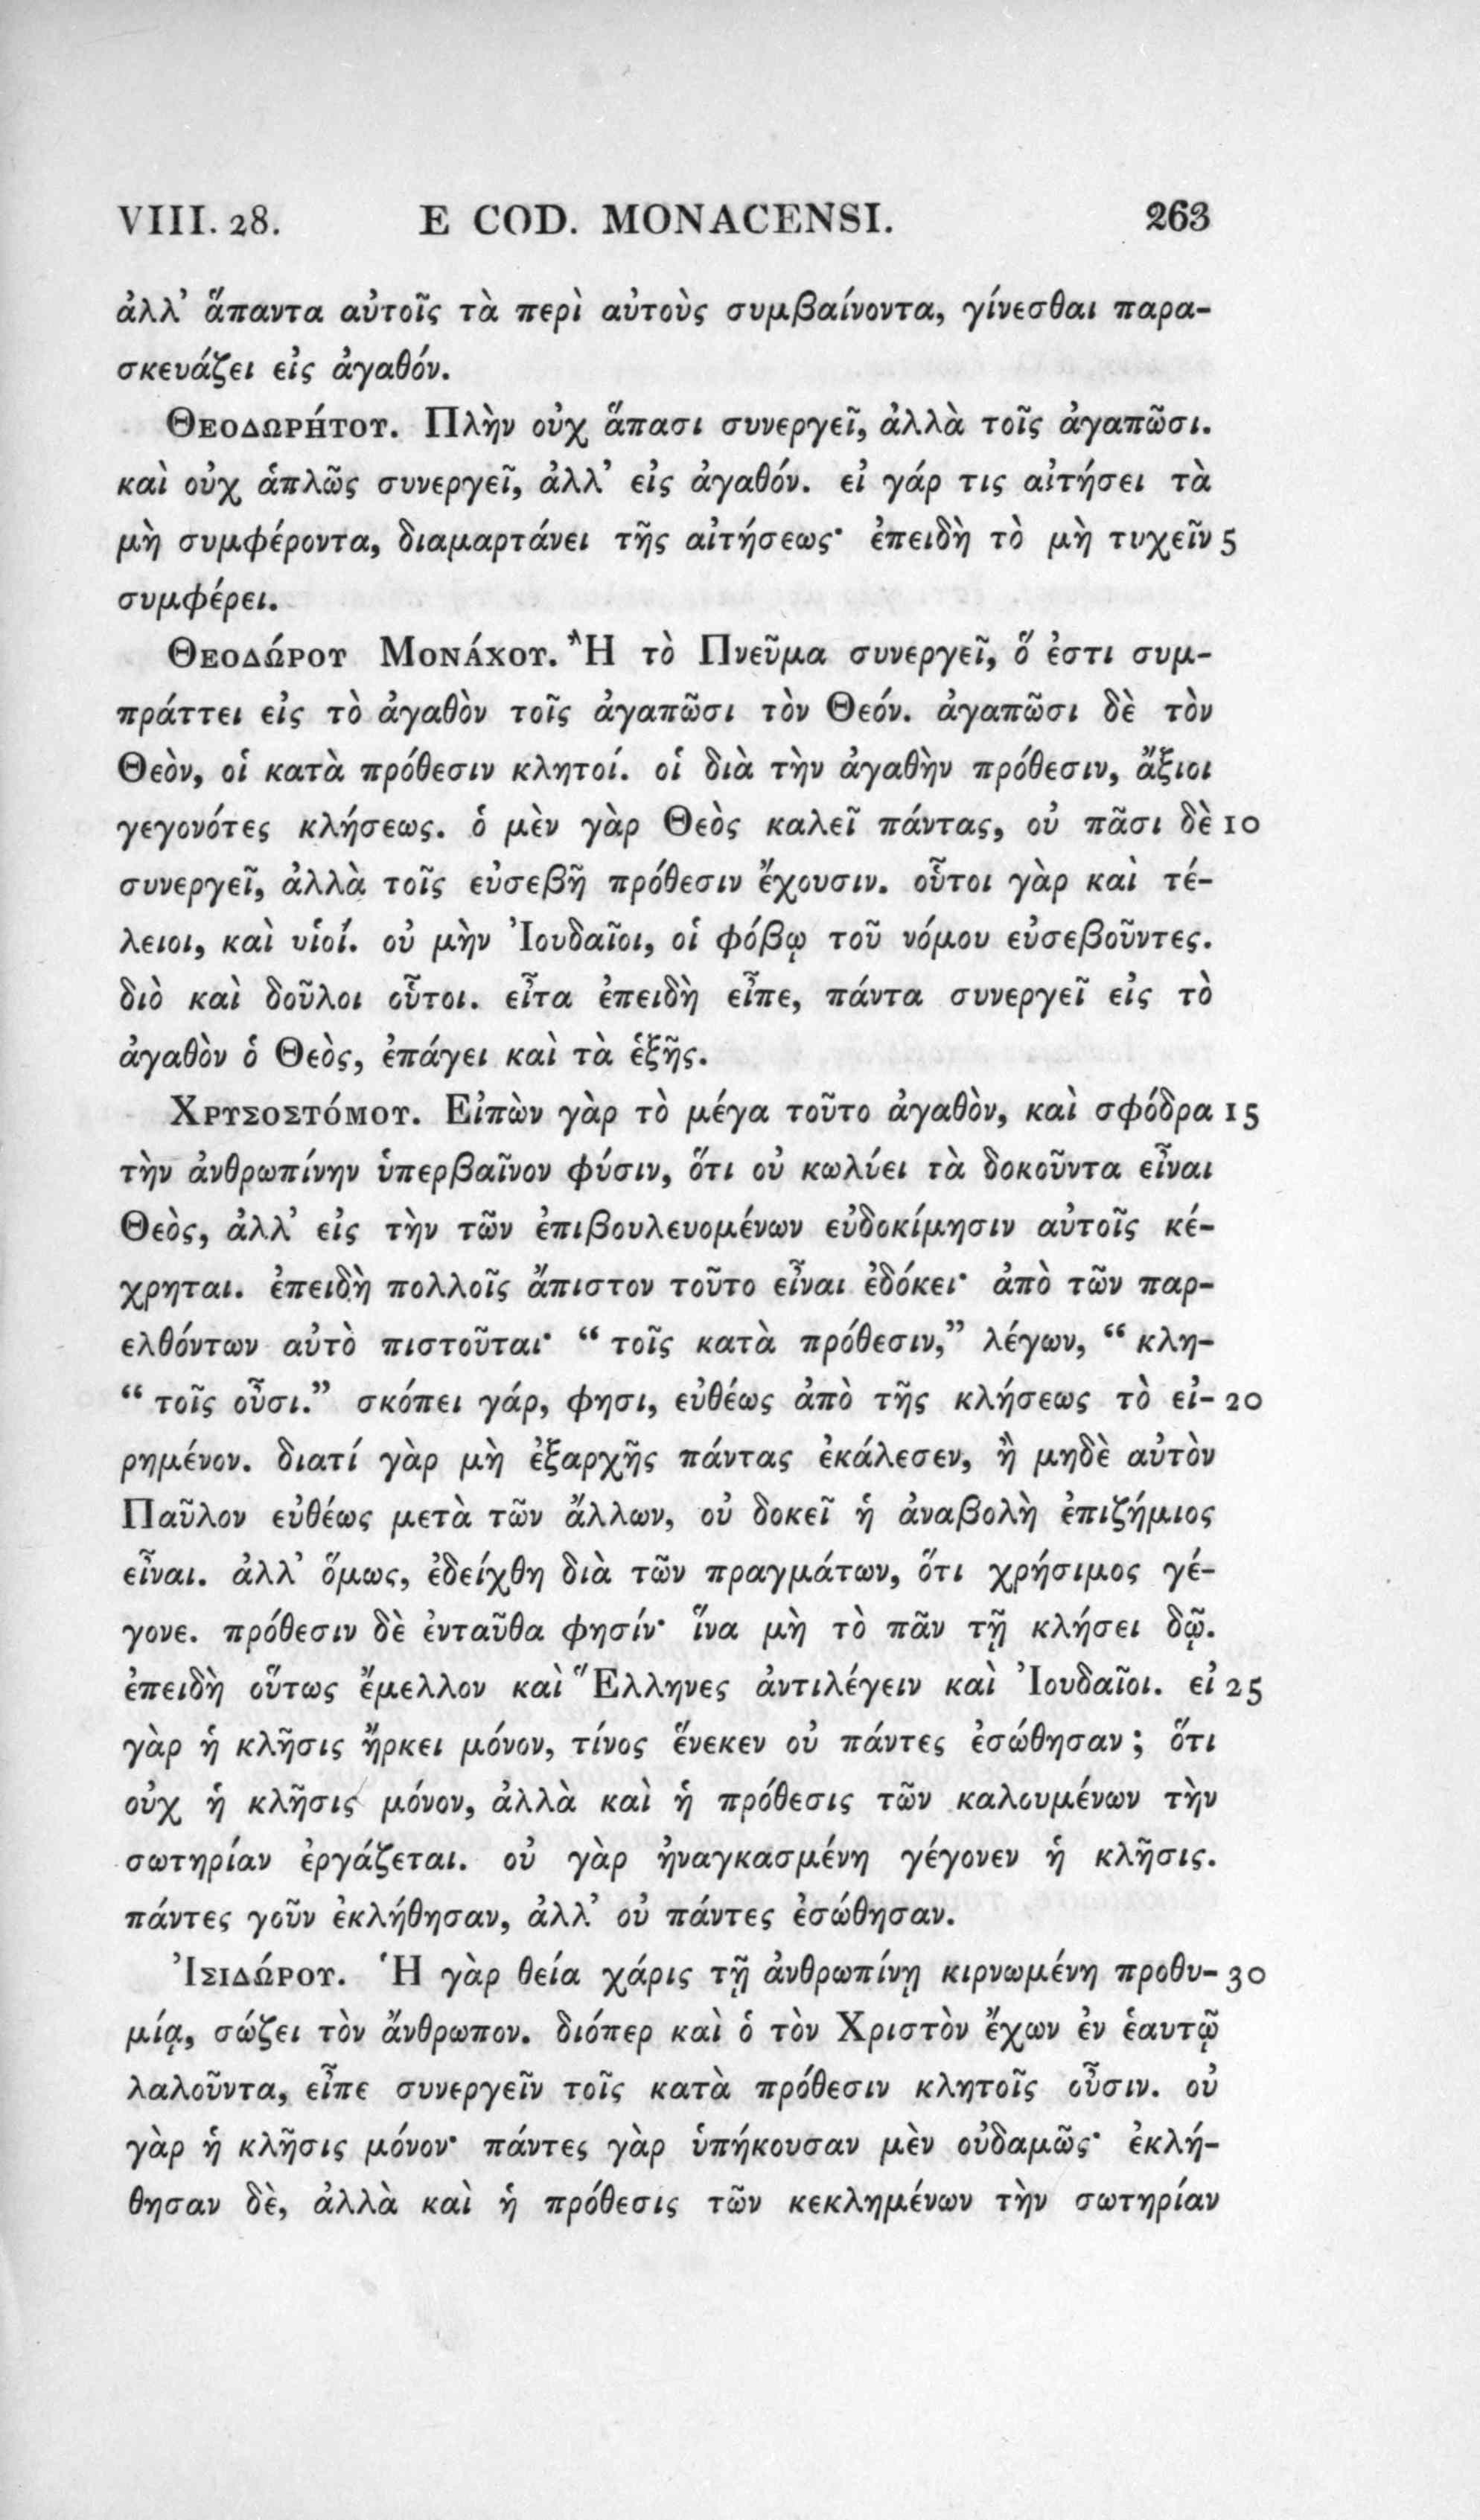 VIII. 28. E COD. MONACENSI. 263
ἀλλ’ ἅπαντα αὐτοῖς τὰ περὶ αὐτοὺς συμβαίνοντα, γίνεσθαι παρα-
σκευάζει εἰς ἀγαθόν.
ΘΕΟΔΩΡΉΤΟΥ. Πλὴν οὐχ ἅπασι συνεργεῖ, ἀλλὰ τοῖς ἀγαπῶσι.
καὶ οὐχ ἁπλῶς συνεργεῖ, ἀλλ’ εἰς ἀγαθόν. εἰ γάρ τις αἰτήσει τὰ
μὴ συμφέροντα, διαμαρτάνει τῆς αἰτήσεως· ἐπειδὴ τὸ μὴ τυχεῖν 5
συμφέρει.
ΘΕΟΔΏΡΟΥ ΜΟΝΆΧΟΥ. Ἢ τὸ Πνεῦμα συνεργεῖ, ὅ ἐστι συμ-
πράττει εἰς τὸ ἀγαθὸν τοῖς ἀγαπῶσι τὸν Θεόν. ἀγαπῶσι δὲ τὸν
Θεὸν, οἱ κατὰ πρόθεσιν κλητοί. οἱ διὰ τὴν ἀγαθὴν πρόθεσιν, ἄξιοι
γεγονότες κλήσεως. ὁ μὲν γὰρ Θεὸς καλεῖ πάντας, οὐ πᾶσι δὲ 10
συνεργεῖ, ἀλλὰ τοῖς εὐσεβῆ πρόθεσιν ἔχουσιν. οὗτοι γὰρ καὶ τέ-
λειοι, καὶ υἱοί. οὐ μὴν Ἰουδαῖοι, οἱ φόβῳ τοῦ νόμου εὐσεβοῦντες.
διὸ καὶ δοῦλοι οὗτοι. εἶτα ἐπειδὴ εἶπε, πάντα συνεργεῖ εἰς τὸ
ἀγαθὸν ὁ Θεὸς, ἐπάγει καὶ τὰ ἑξῆς.
ΧΡΥΣΟΣΤΌΜΟΥ. Εἰπὼν γὰρ τὸ μέγα τοῦτο ἀγαθὸν, καὶ σφόδρα 15
τὴν ἀνθρωπίνην ὑπερβαῖνον φύσιν, ὅτι οὐ κωλύει τὰ δοκοῦντα εἶναι
Θεὸς, ἀλλ’ εἰς τὴν τῶν ἐπιβουλευομένων εὐδοκίμησιν αὐτοῖς κέ-
χρηται. ἐπειδὴ πολλοῖς ἄπιστον τοῦτο εἶναι ἐδόκει· ἀπὸ τῶν παρ-
ελθόντων αὐτὸ πιστοῦται· “ τοῖς κατὰ πρόθεσιν,” λέγων, “ κλη-
“ τοῖς οὖσι.” σκόπει γάρ, φησι, εὐθέως ἀπὸ τῆς κλήσεως τὸ εἰ- 20
ρημένον. διατί γὰρ μὴ ἐξαρχῆς πάντας ἐκάλεσεν, ἢ μηδὲ αὐτὸν
Παῦλον εὐθέως μετὰ τῶν ἄλλων, οὐ δοκεῖ ἡ ἀναβολὴ ἐπιζήμιος
εἶναι. ἀλλ’ ὅμως, ἐδείχθη διὰ τῶν πραγμάτων, ὅτι χρήσιμος γέ-
γονε. πρόθεσιν δὲ ἐνταῦθα φησίν· ἵνα μὴ τὸ πᾶν τῇ κλήσει δῷ.
ἐπειδὴ οὕτως ἔμελλον καὶ Ἕλληνες ἀντιλέγειν καὶ Ἰουδαῖοι. εἰ 25
γὰρ ἡ κλῆσις ἤρκει μόνον, τίνος ἕνεκεν οὐ πάντες ἐσώθησαν ; ὅτι
οὐχ ἡ κλῆσις μόνον, ἀλλὰ καὶ ἡ πρόθεσις τῶν καλουμένων τὴν
σωτηρίαν ἐργάζεται. οὐ γὰρ ἠναγκασμένη γέγονεν ἡ κλῆσις.
πάντες γοῦν ἐκλήθησαν, ἀλλ’ οὐ πάντες ἐσώθησαν.
ἸΣΙΔΏΡΟΥ. Ἡ γὰρ θεία χάρις τῇ ἀνθρωπίνῃ κιρνωμένη προθυ- 30
μίᾳ, σώζει τὸν ἄνθρωπον. διόπερ καὶ ὁ τὸν Χριστὸν ἔχων ἐν ἑαυτῷ
λαλοῦντα, εἶπε συνεργεῖν τοῖς κατὰ πρόθεσιν κλητοῖς οὖσιν. οὐ
γὰρ ἡ κλῆσις μόνον· πάντες γὰρ ὑπήκουσαν μὲν οὐδαμῶς· ἐκλή-
θησαν δὲ, ἀλλὰ καὶ ἡ πρόθεσις τῶν κεκλημένων τὴν σωτηρίαν